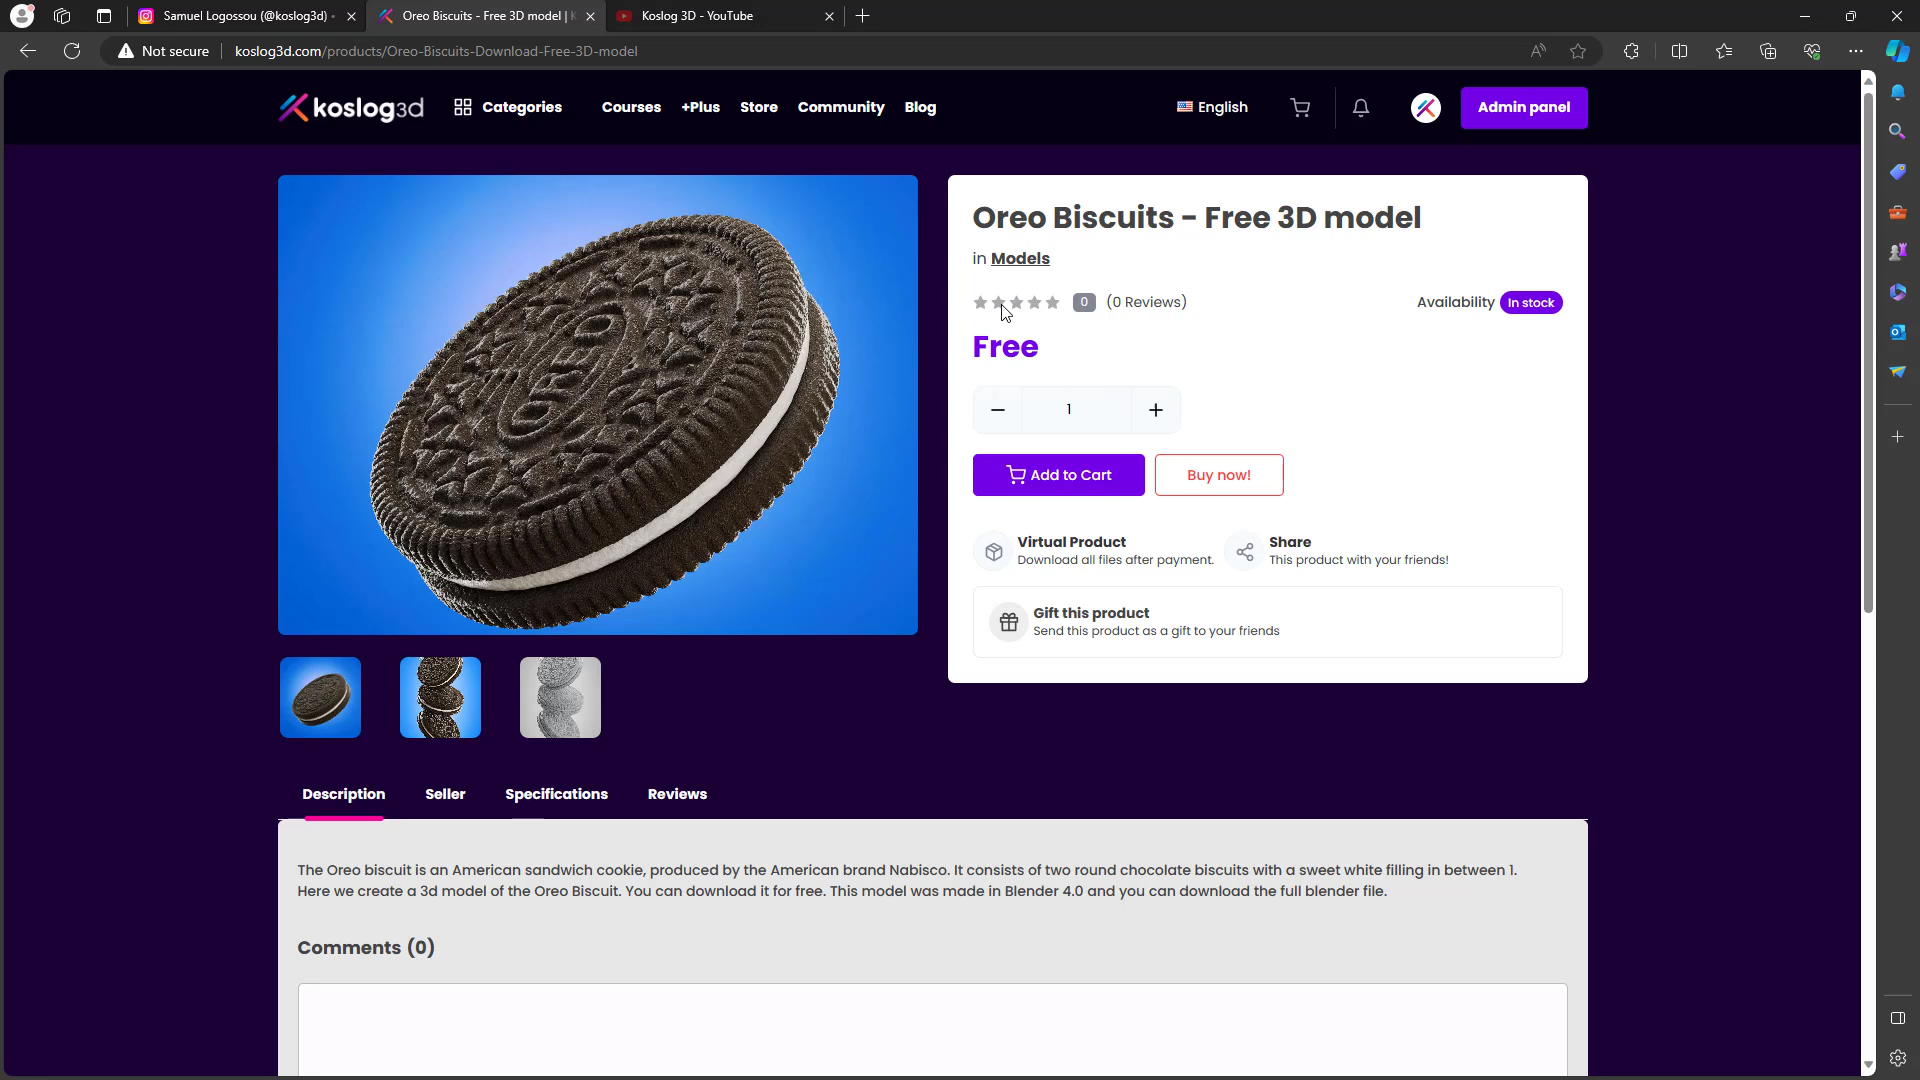 Samuel Logossou (@koslog3d) •
Oreo Biscuits - Free 3D model | K
Koslog 3D - YouTube
Not secure
koslog3d.com/products/Oreo-Biscuits-Download-Free-3D-model
koslog3d
Categories
Courses
+Plus
Store
Community
Blog
English
Admin panel
OREO
Oreo Biscuits - Free 3D model
in Models
0
(0 Reviews)
Availability
In stock
Free
1
Add to Cart
Buy now!
Virtual Product
Download all files after payment.
Share
This product with your friends!
Gift this product
Send this product as a gift to your friends
Description
Seller
Specifications
Reviews
The Oreo biscuit is an American sandwich cookie, produced by the American brand Nabisco. It consists of two round chocolate biscuits with a sweet white filling in between 1.
Here we create a 3d model of the Oreo Biscuit. You can download it for free. This model was made in Blender 4.0 and you can download the full blender file.
Comments (0)